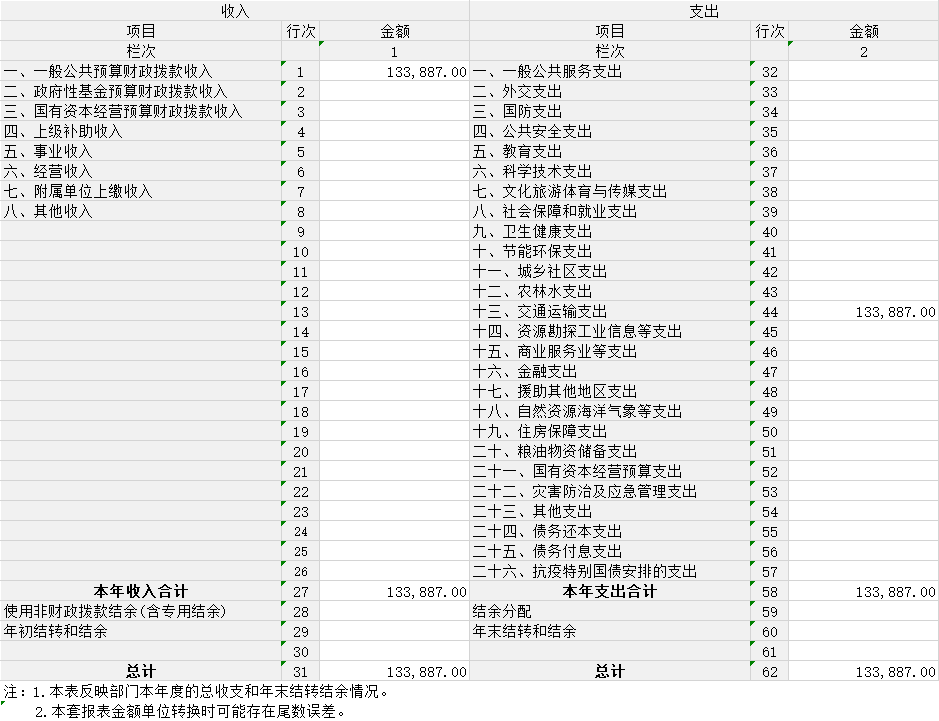 收入 支出
项目 行次 金额 项目 行次 金额
栏次 1 栏次 2
一、一般公共预算财政拨款收入 1 133,887.00 一、一般公共服务支出 32
二、政府性基金预算财政拨款收入 2 二、外交支出 33
三、国有资本经营预算财政拨款收入 3 三、国防支出 34
四、上级补助收入 4 四、公共安全支出 35
五、事业收入 5 五、教育支出 36
六、经营收入 6 六、科学技术支出 37
七、附属单位上缴收入 7 七、文化旅游体育与传媒支出 38
八、其他收入 8 八、社会保障和就业支出 39
9 九、卫生健康支出 40
10 十、节能环保支出 41
11 十一、城乡社区支出 42
12 十二、农林水支出 43
13 十三、交通运输支出 44 133,887.00
14 十四、资源勘探工业信息等支出 45
15 十五、商业服务业等支出 46
16 十六、金融支出 47
17 十七、援助其他地区支出 48
18 十八、自然资源海洋气象等支出 49
19 十九、住房保障支出 50
20 二十、粮油物资储备支出 51
21 二十一、国有资本经营预算支出 52
22 二十二、灾害防治及应急管理支出 53
23 二十三、其他支出 54
24 二十四、债务还本支出 55
25 二十五、债务付息支出 56
26 二十六、抗疫特别国债安排的支出 57
本年收入合计 27 133,887.00 本年支出合计 58 133,887.00
使用非财政拨款结余(含专用结余) 28 结余分配 59
年初结转和结余 29 年末结转和结余 60
30 61
总计 31 133,887.00 总计 62 133,887.00
注：1.本表反映部门本年度的总收支和年末结转结余情况。
2.本套报表金额单位转换时可能存在尾数误差。